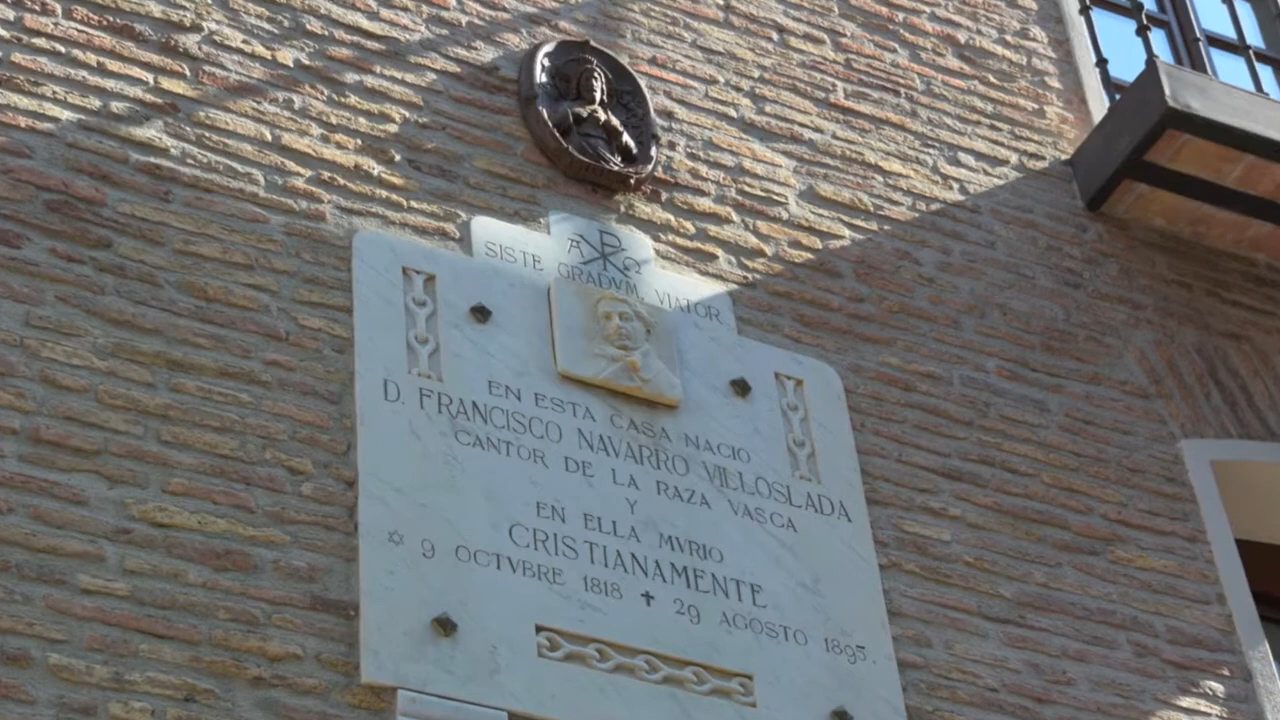 Α Ω
SISTE GRADVM, VIATOR.
EN ESTA CASA NACIO
D. FRANCISCO NAVARRO VILLOSLADA
CANTOR DE LA RAZA VASCA
Y
EN ELLA MVRIO
CRISTIANAMENTE
✡ 9 OCTVBRE 1818 ✝ 29 AGOSTO 1895.